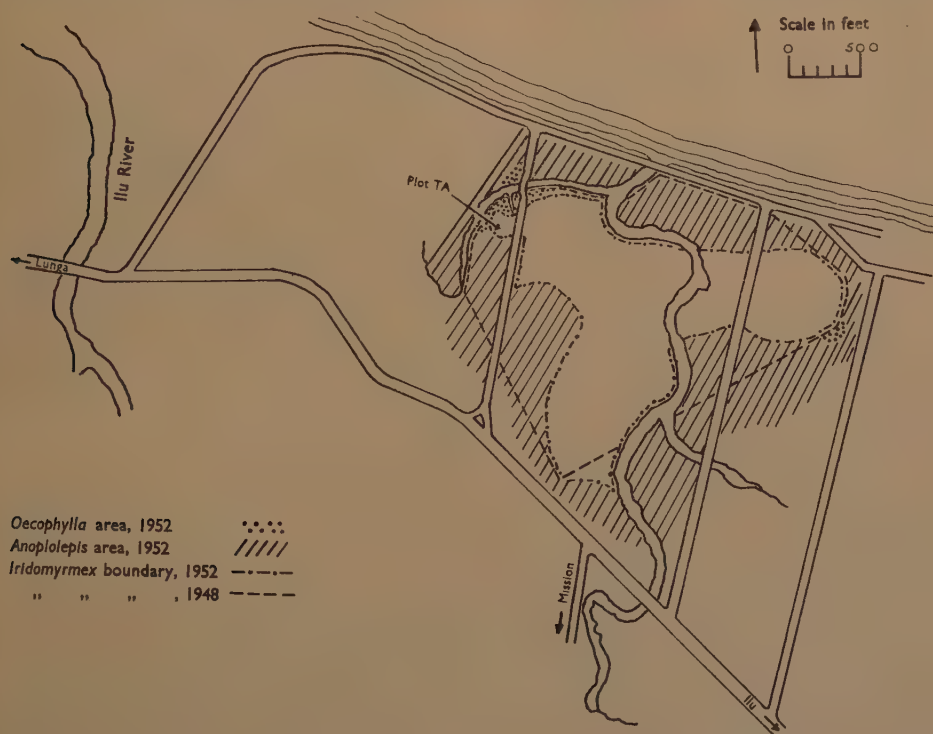 Scale in feet
0 500
Ilu River
Plot TA
Lunga
Oecophylla area, 1952
Anoplolepis area, 1952
Iridomyrmex boundary, 1952
,, ,, ,, , 1948
Mission
Ilu